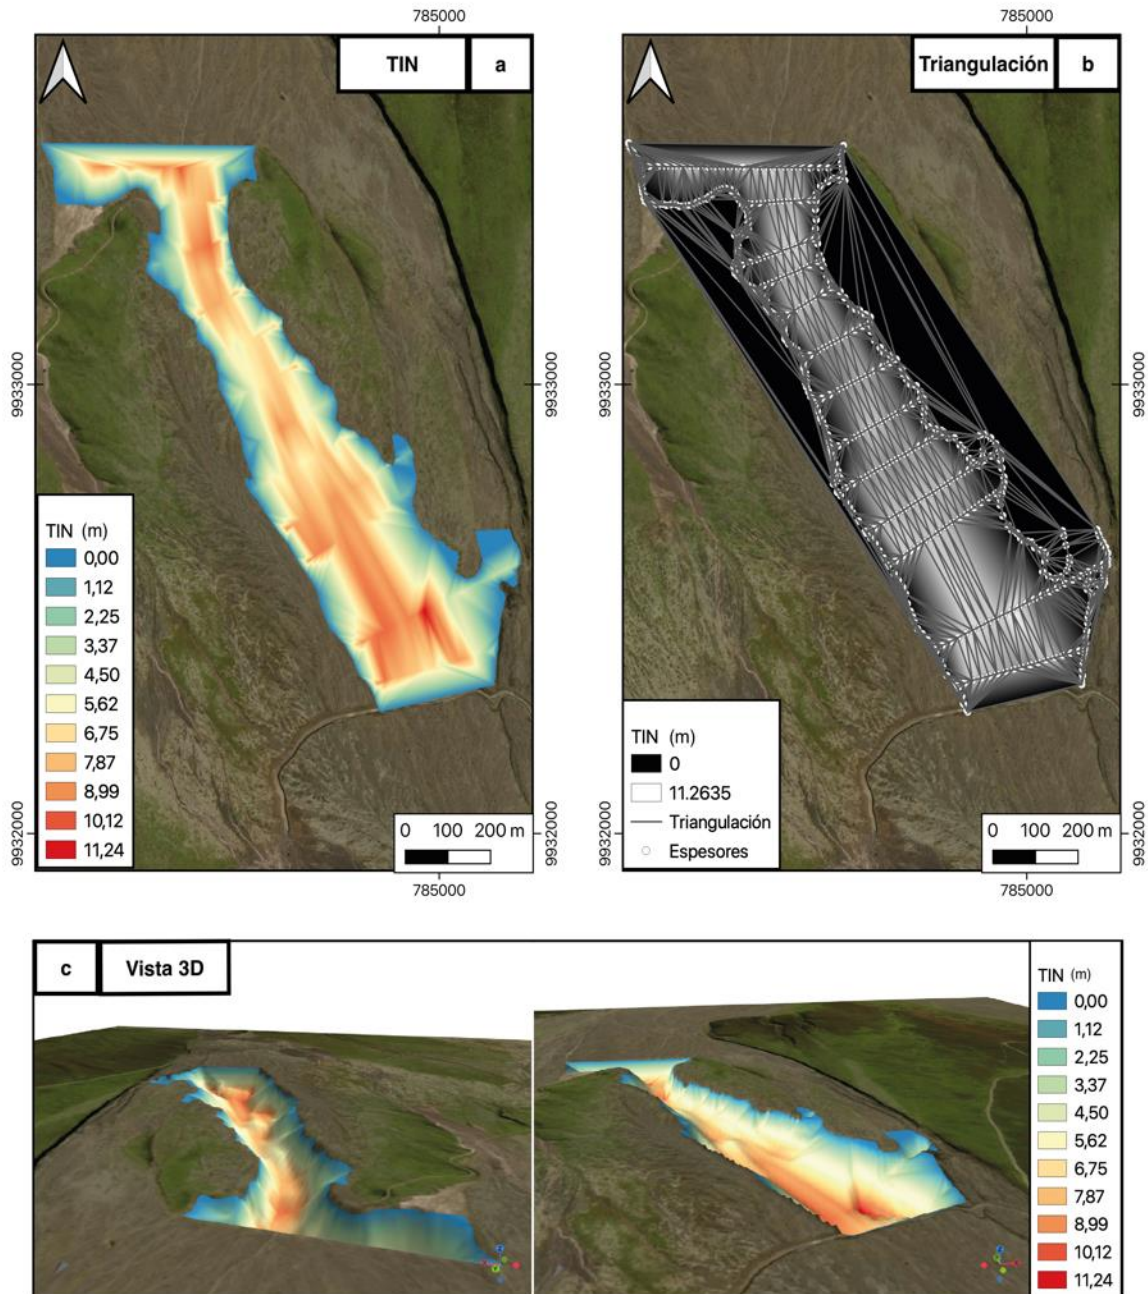 785000
785000
TIN
a
Triangulación
b
9933000
9933000
9933000
TIN (m)
0,00
1,12
2,25
3,37
4,50
5,62
6,75
7,87
8,99
10,12
11,24
TIN (m)
0
11.2635
Triangulación
Espesores
9932000
0 100 200 m
9932000
0 100 200 m
9932000
785000
785000
c
Vista 3D
TIN (m)
0,00
1,12
2,25
3,37
4,50
5,62
6,75
7,87
8,99
10,12
11,24